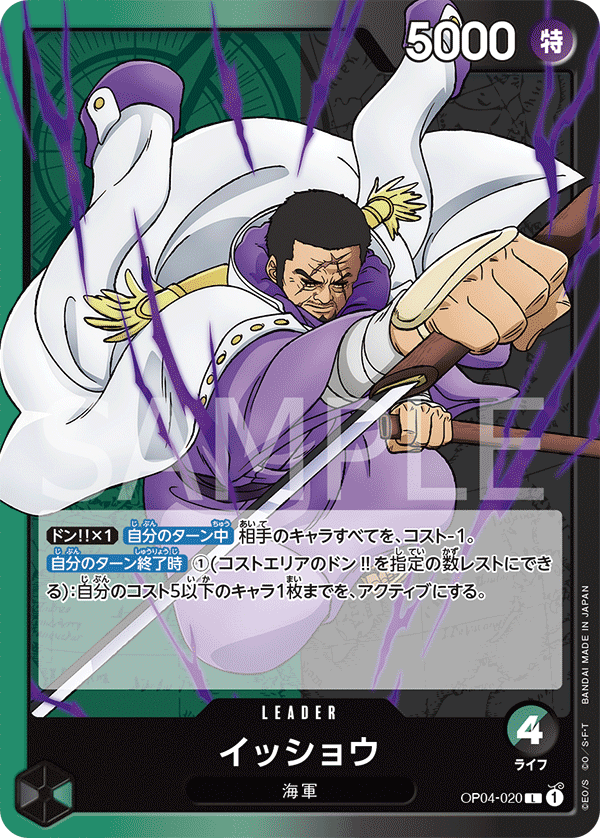 5000 特
SAMPLE
ドン!!×1 自分のターン中 相手のキャラすべてを、コスト-1。
自分のターン終了時 ①(コストエリアのドン!!を指定の数レストにでき
る):自分のコスト5以下のキャラ1枚までを、アクティブにする。
LEADER
イッショウ
海軍
4
ライフ
OP04-020 L 1
©E.O/S ©O/S・F・T BANDAI MADE IN JAPAN